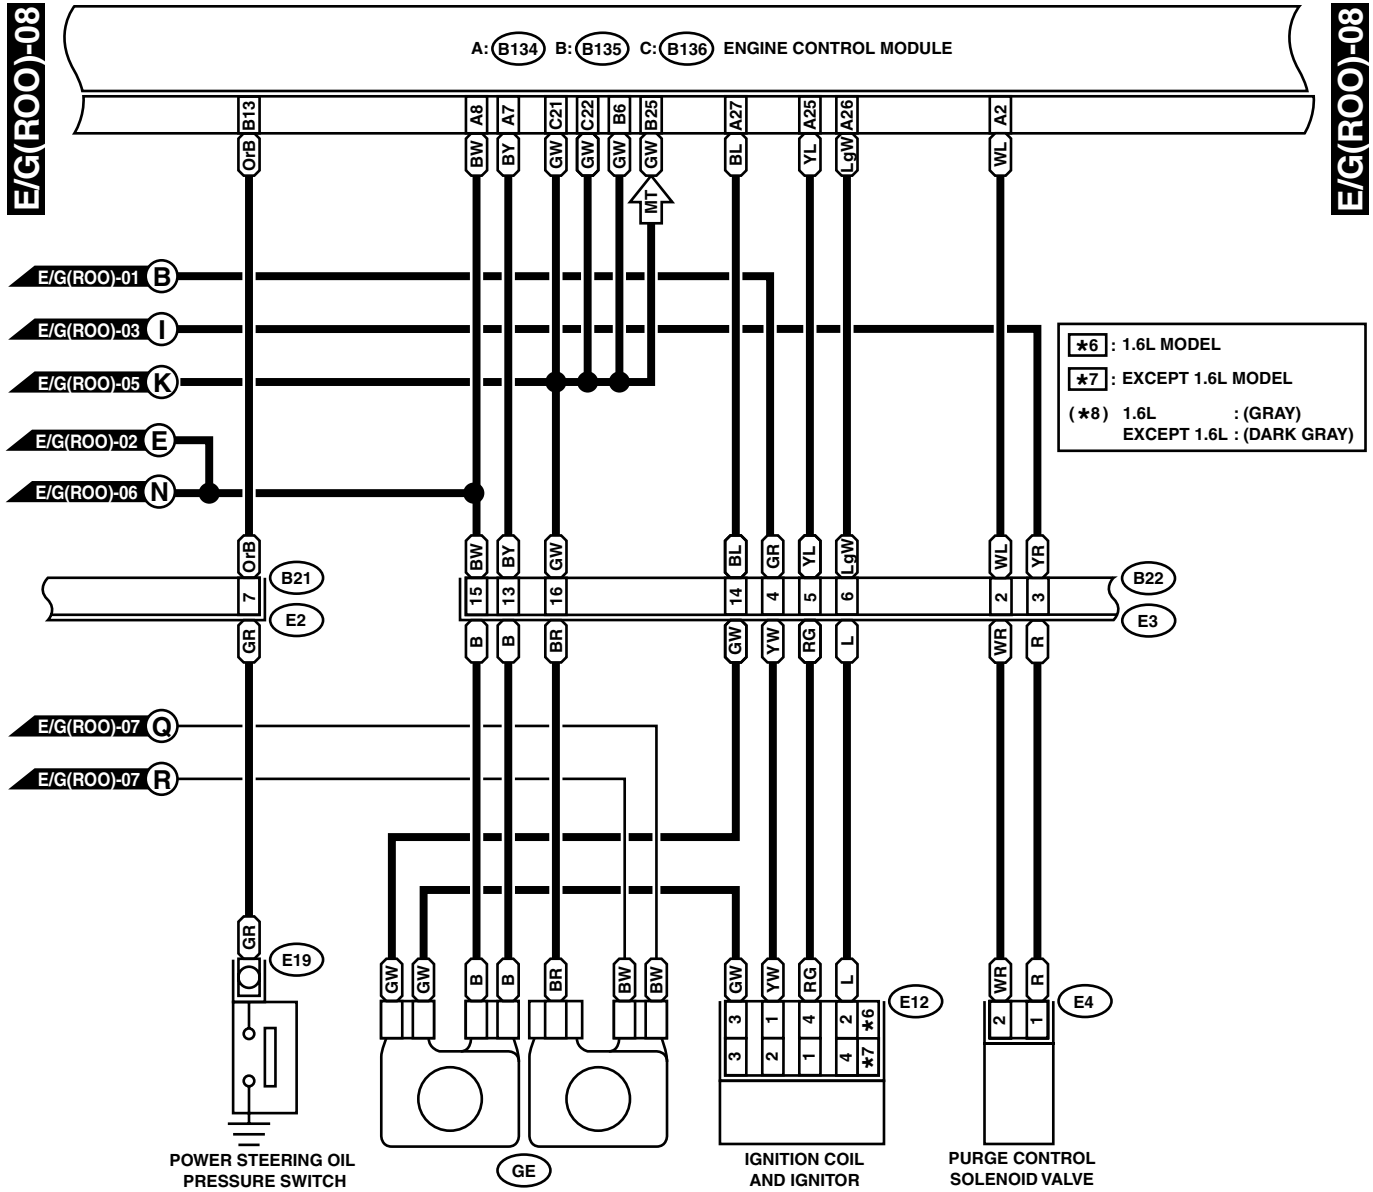 E/G(ROO)-08
E/G(ROO)-08
A: B134 B: B135 C: B136 ENGINE CONTROL MODULE
B13 A8 A7 C21 C22 B6 B25 A27 A25 A26 A2
OrB BW BY GW GW GW GW BL YL LgW WL
MT
E/G(ROO)-01 B
E/G(ROO)-03 I
E/G(ROO)-05 K
E/G(ROO)-02 E
E/G(ROO)-06 N
*6 : 1.6L MODEL
*7 : EXCEPT 1.6L MODEL
(*8) 1.6L : (GRAY)
EXCEPT 1.6L : (DARK GRAY)
OrB BW BY GW BL GR YL LgW WL YR
B21 B22
7 15 13 16 14 4 5 6 2 3
E2 E3
GR B B BR GW YW RG L WR R
E/G(ROO)-07 Q
E/G(ROO)-07 R
GR
E19
GW GW B B BR BW BW GW YW RG L WR R
E12 E4
3 1 4 2 *6 2 1
3 2 1 4 *7
POWER STEERING OIL
PRESSURE SWITCH
GE
IGNITION COIL
AND IGNITOR
PURGE CONTROL
SOLENOID VALVE